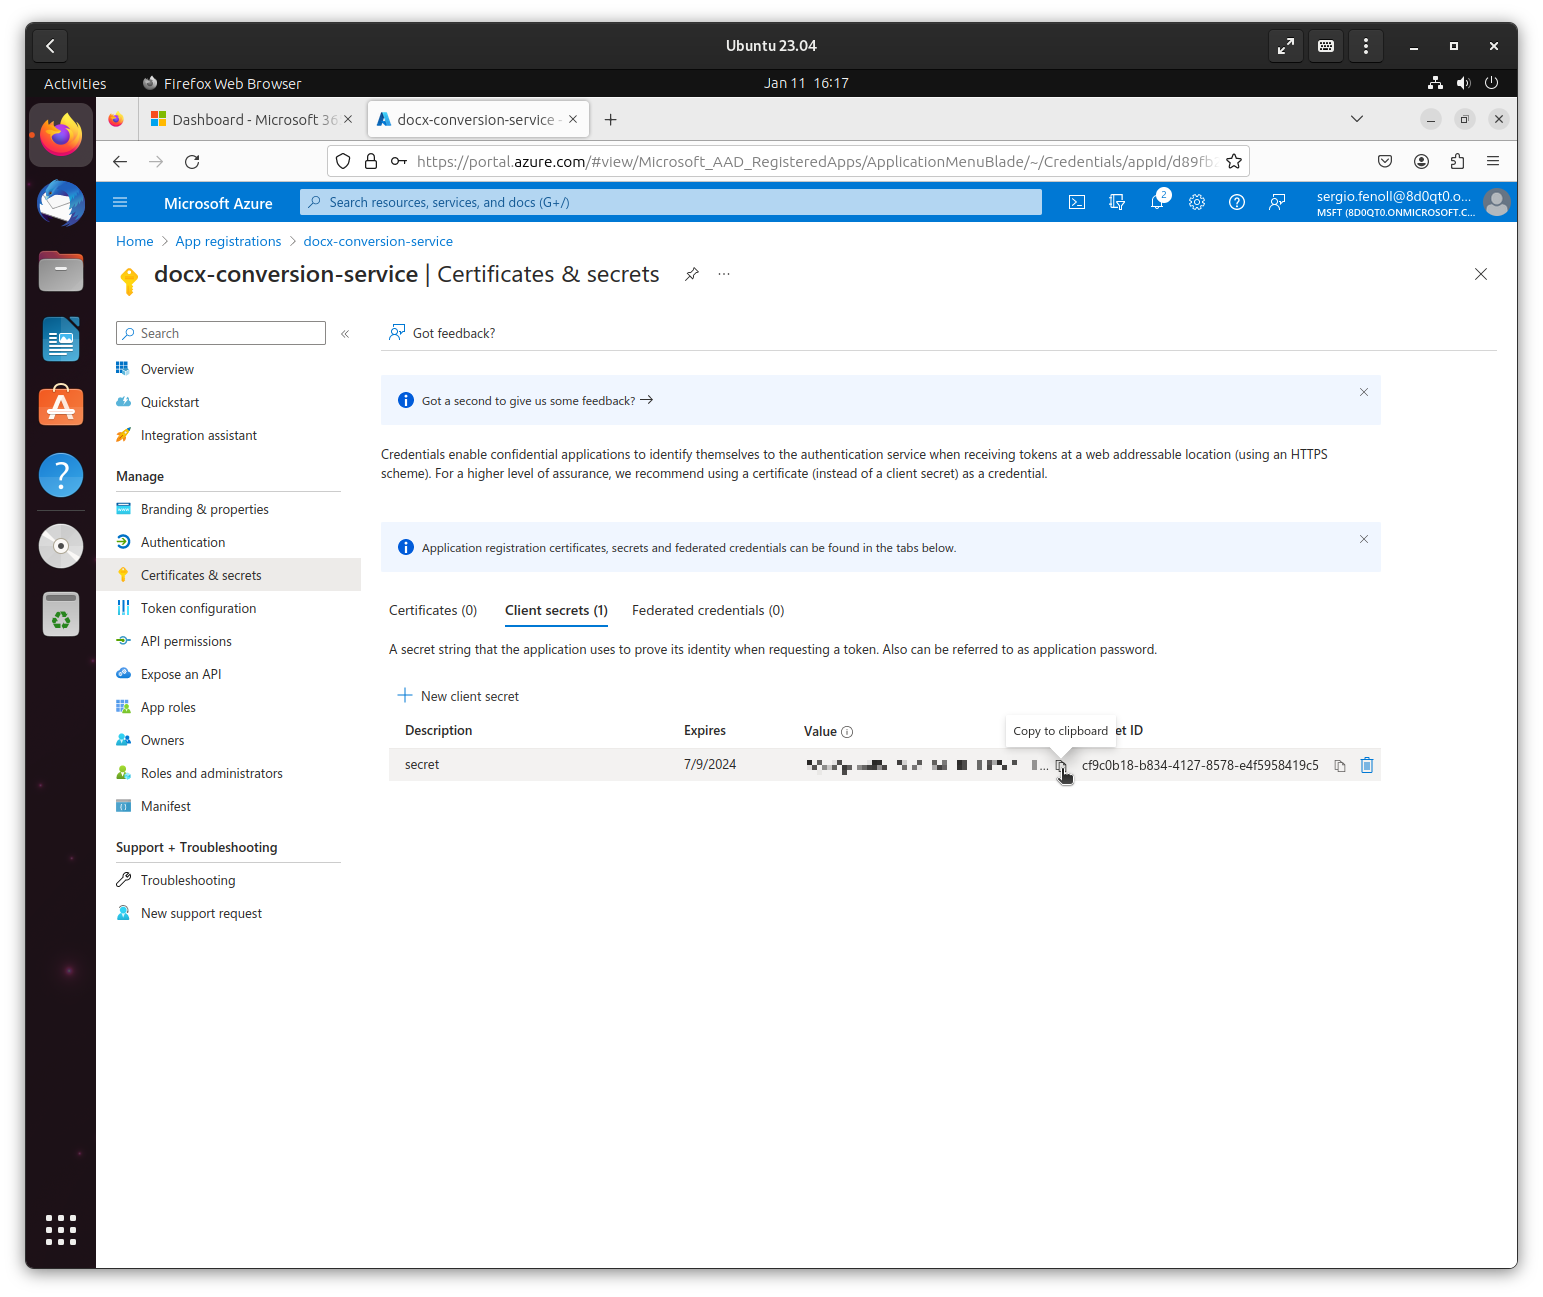 Ubuntu 23.04
Activities
Firefox Web Browser
Jan 11 16:17
Dashboard - Microsoft 36
docx-conversion-service -
https://portal.azure.com/#view/Microsoft_AAD_RegisteredApps/ApplicationMenuBlade/~/Credentials/appId/d89fb
Microsoft Azure
Search resources, services, and docs (G+/)
2
sergio.fenoll@8d0qt0.o...
MSFT (8D0QT0.ONMICROSOFT.C...
Home > App registrations > docx-conversion-service
docx-conversion-service | Certificates & secrets
Search
Got feedback?
Overview
Quickstart
Integration assistant
Manage
Branding & properties
Authentication
Certificates & secrets
Token configuration
API permissions
Expose an API
App roles
Owners
Roles and administrators
Manifest
Support + Troubleshooting
Troubleshooting
New support request
Got a second to give us some feedback?
Credentials enable confidential applications to identify themselves to the authentication service when receiving tokens at a web addressable location (using an HTTPS
scheme). For a higher level of assurance, we recommend using a certificate (instead of a client secret) as a credential.
Application registration certificates, secrets and federated credentials can be found in the tabs below.
Certificates (0)
Client secrets (1)
Federated credentials (0)
A secret string that the application uses to prove its identity when requesting a token. Also can be referred to as application password.
New client secret
Description
Expires
Value
Copy to clipboard
et ID
secret
7/9/2024
...
cf9c0b18-b834-4127-8578-e4f5958419c5